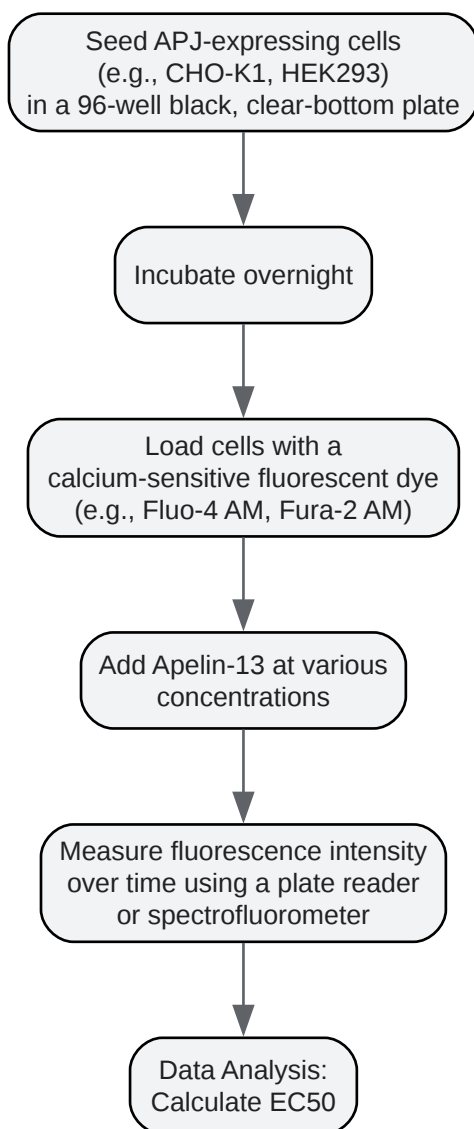 Seed APJ-expressing cells
(e.g., CHO-K1, HEK293)
in a 96-well black, clear-bottom plate
Incubate overnight
Load cells with a
calcium-sensitive fluorescent dye
(e.g., Fluo-4 AM, Fura-2 AM)
Add Apelin-13 at various
concentrations
Measure fluorescence intensity
over time using a plate reader
or spectrofluorometer
Data Analysis:
Calculate EC50